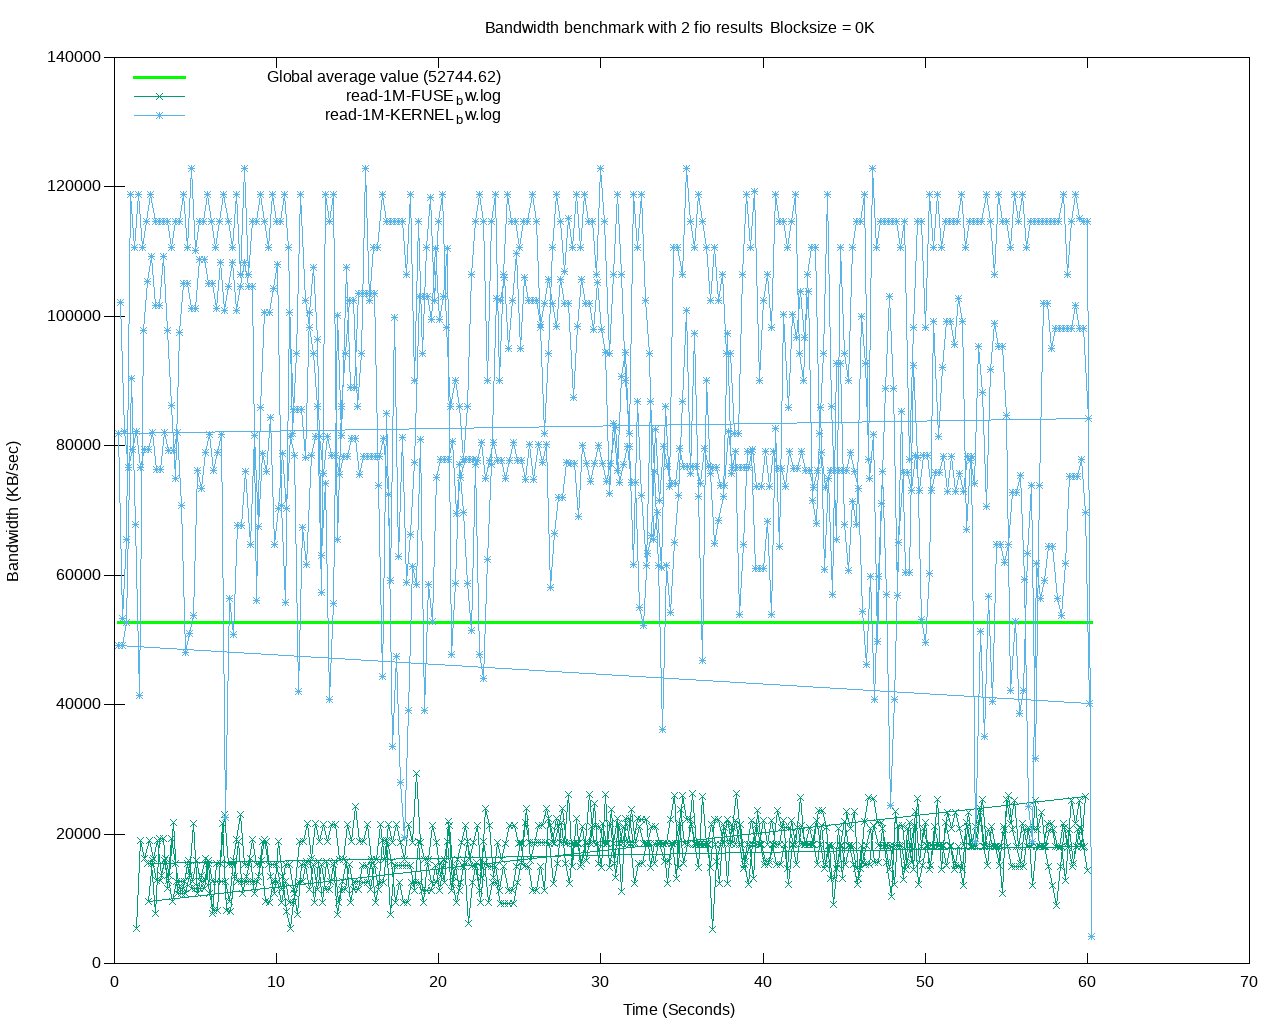 Bandwidth benchmark with 2 fio results Blocksize = 0K
140000
120000
100000
80000
60000
40000
20000
0
Bandwidth (KB/sec)
Global average value (52744.62)
read-1M-FUSE_bw.log
read-1M-KERNEL_bw.log
0 10 20 30 40 50 60 70
Time (Seconds)